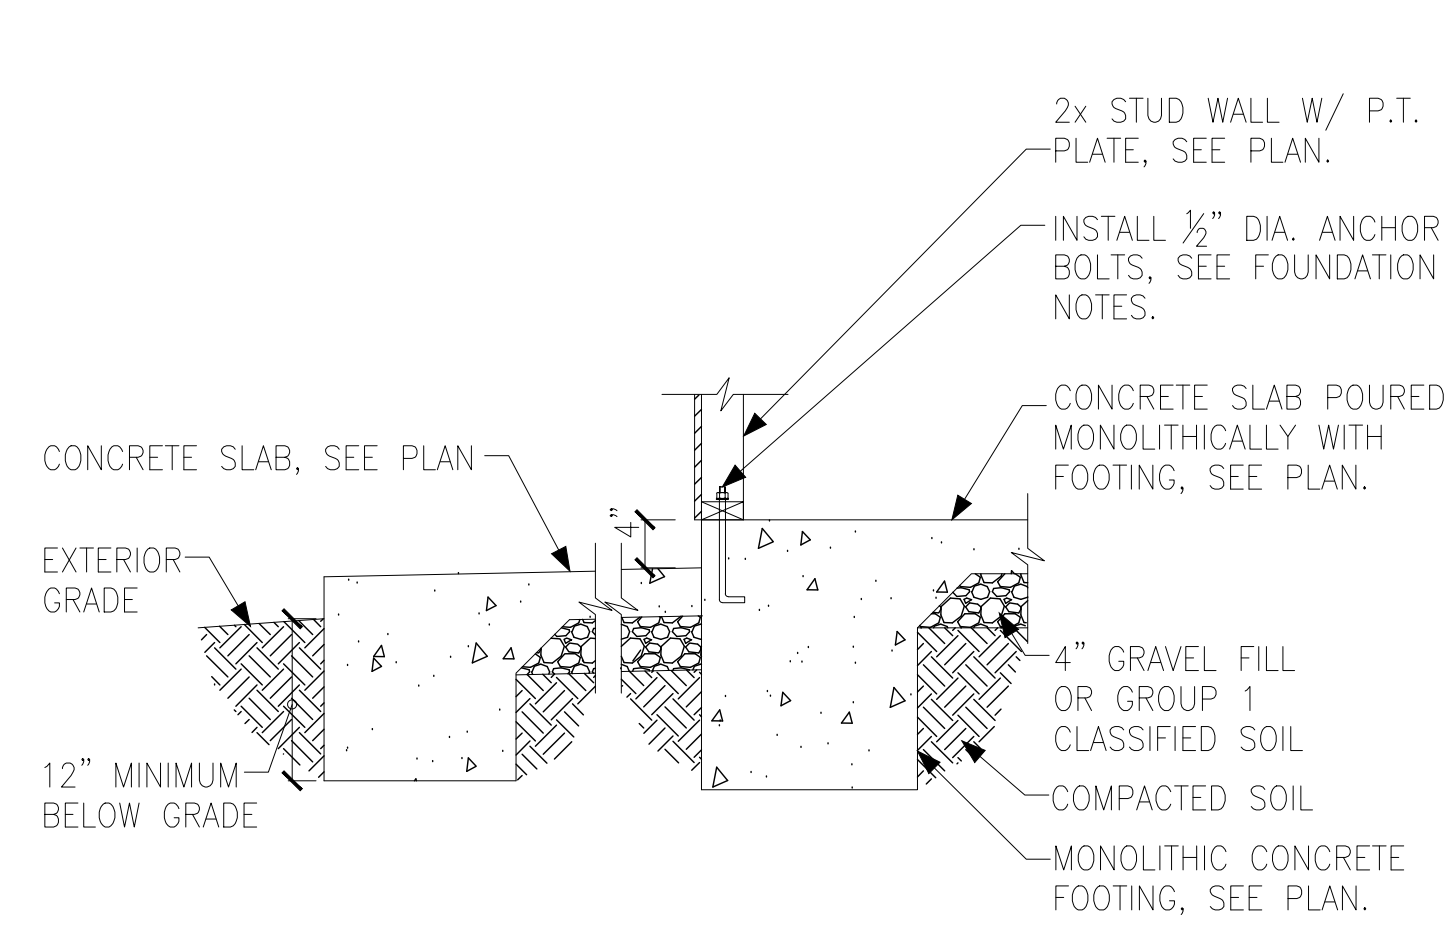 2x STUD WALL W/ P.T.
PLATE, SEE PLAN.
INSTALL ½" DIA. ANCHOR
BOLTS, SEE FOUNDATION
NOTES.
CONCRETE SLAB POURED
MONOLITHICALLY WITH
FOOTING, SEE PLAN.
CONCRETE SLAB, SEE PLAN
4"
EXTERIOR
GRADE
4" GRAVEL FILL
OR GROUP 1
CLASSIFIED SOIL
12" MINIMUM
BELOW GRADE
COMPACTED SOIL
MONOLITHIC CONCRETE
FOOTING, SEE PLAN.